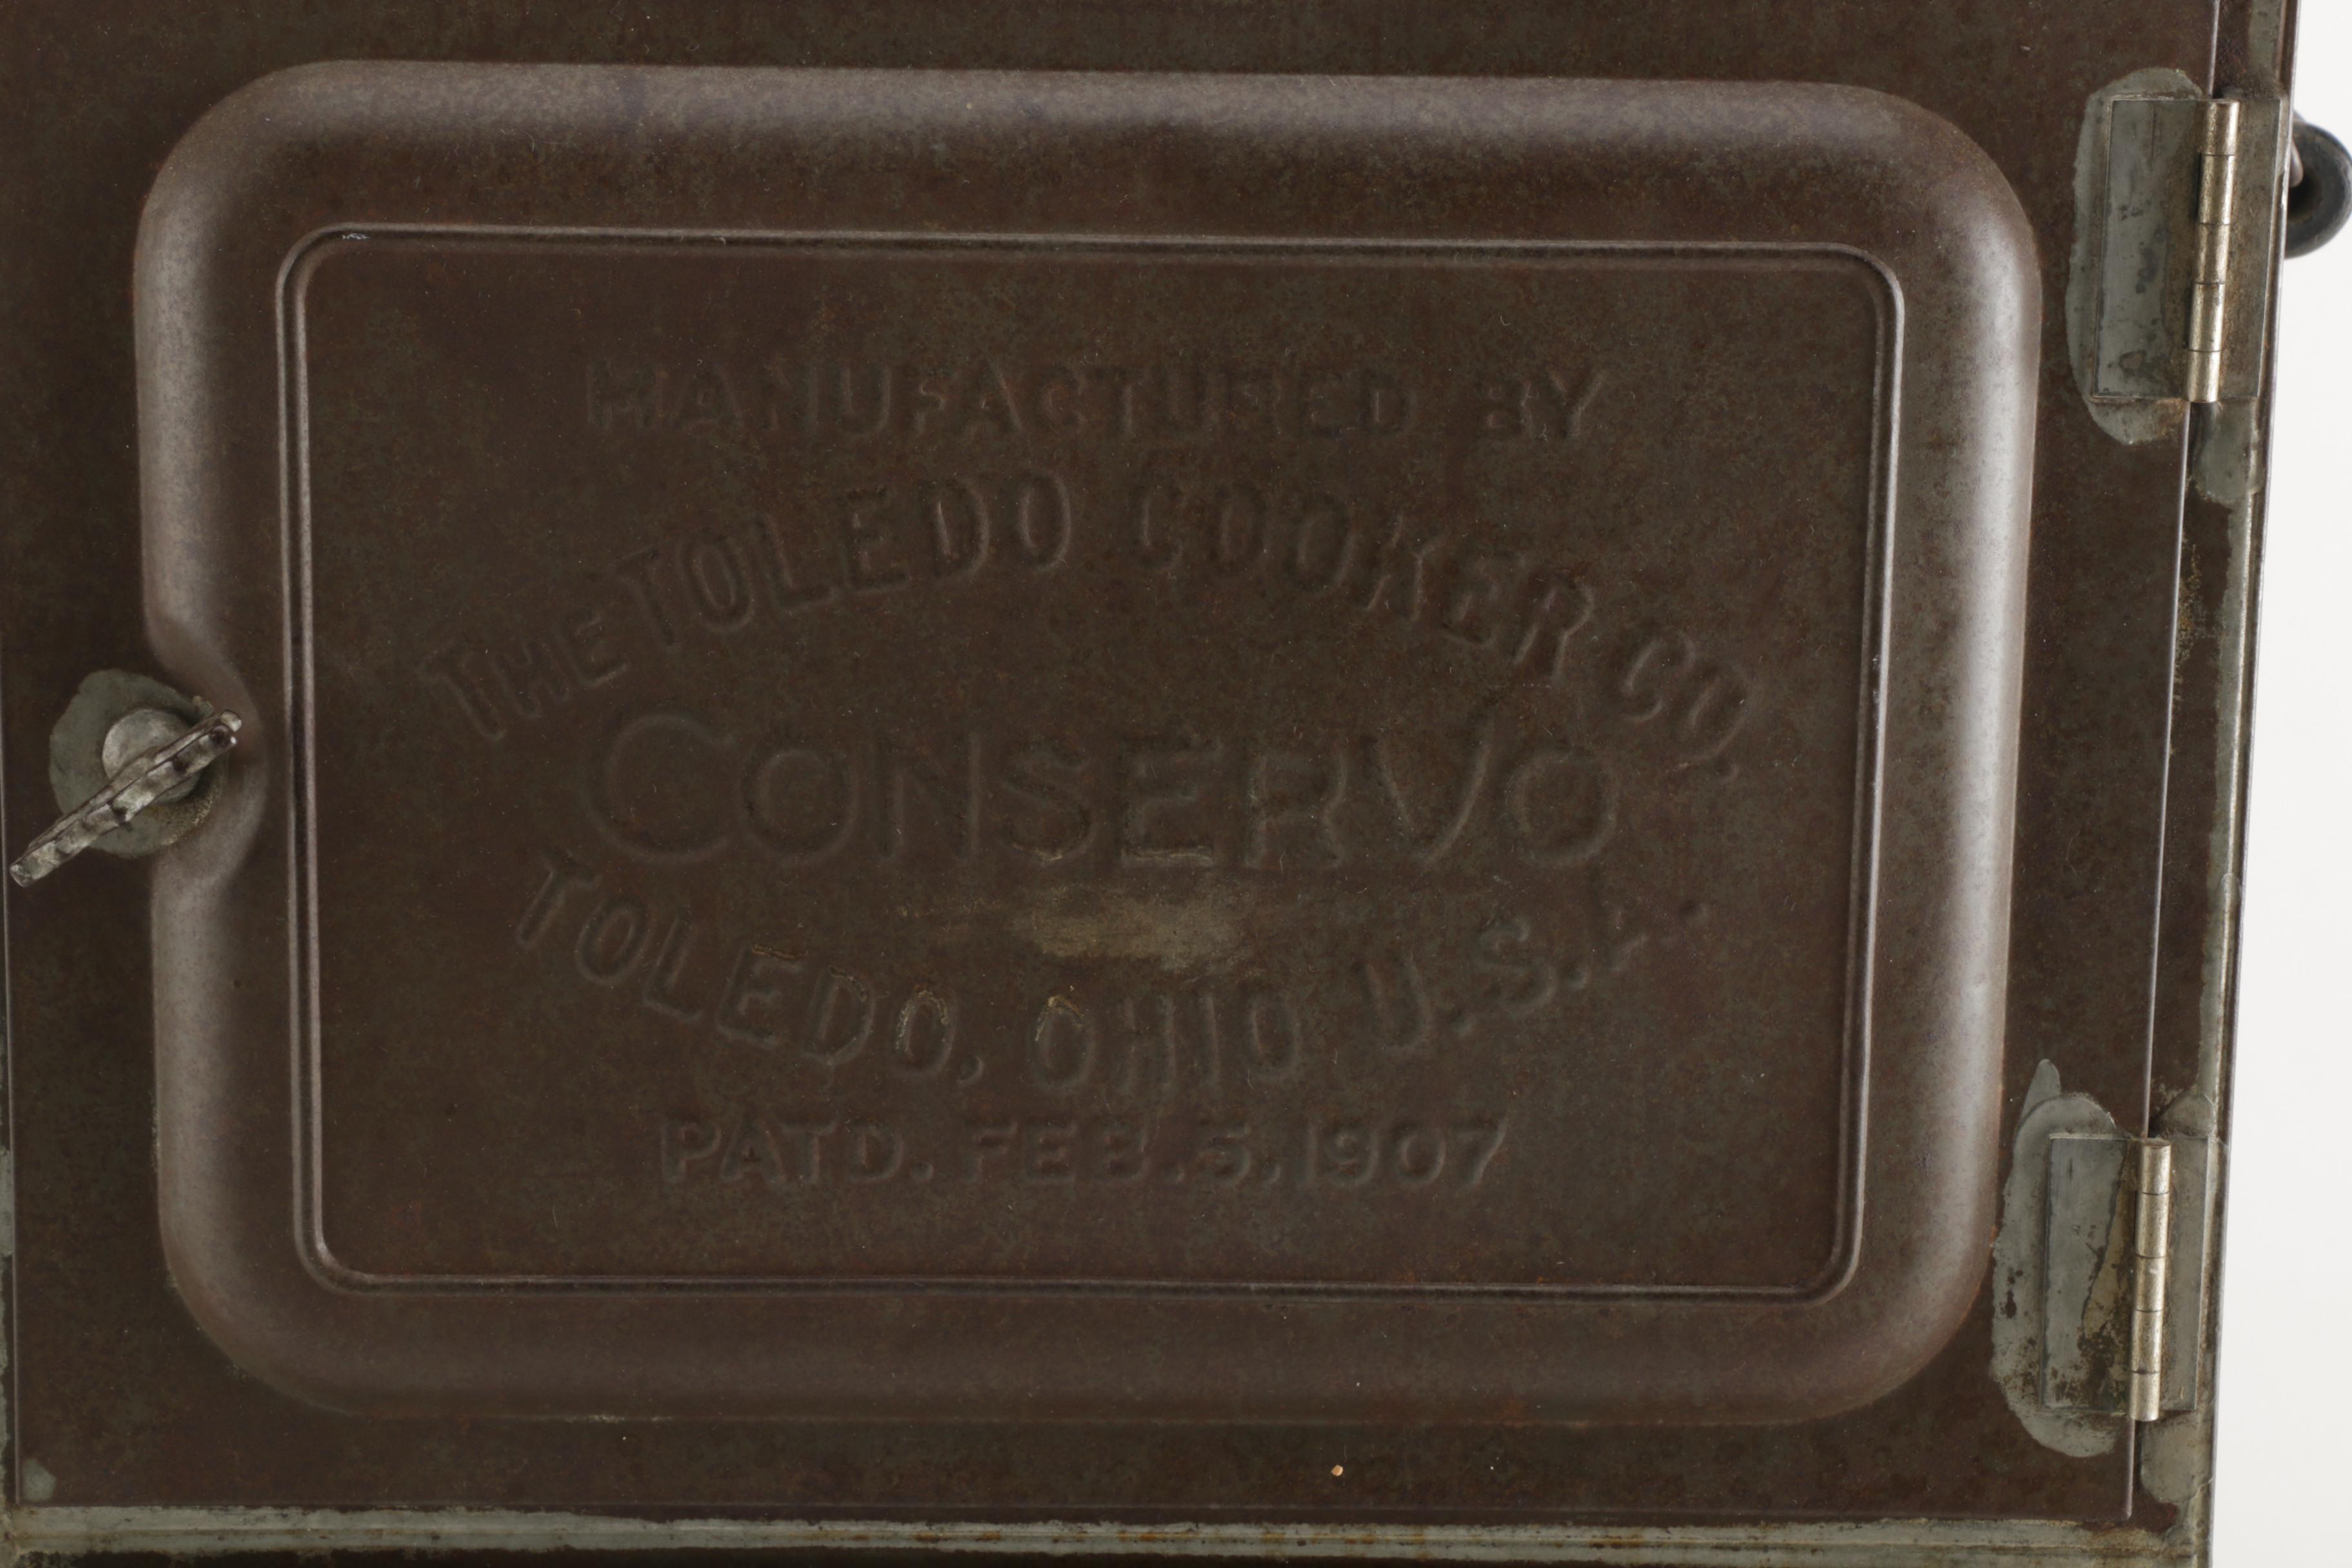 MANUFACTURED BY
THE TOLEDO COOKER CO.
CONSERVO
TOLEDO, OHIO U.S.
PATD. FEB. 5, 1907